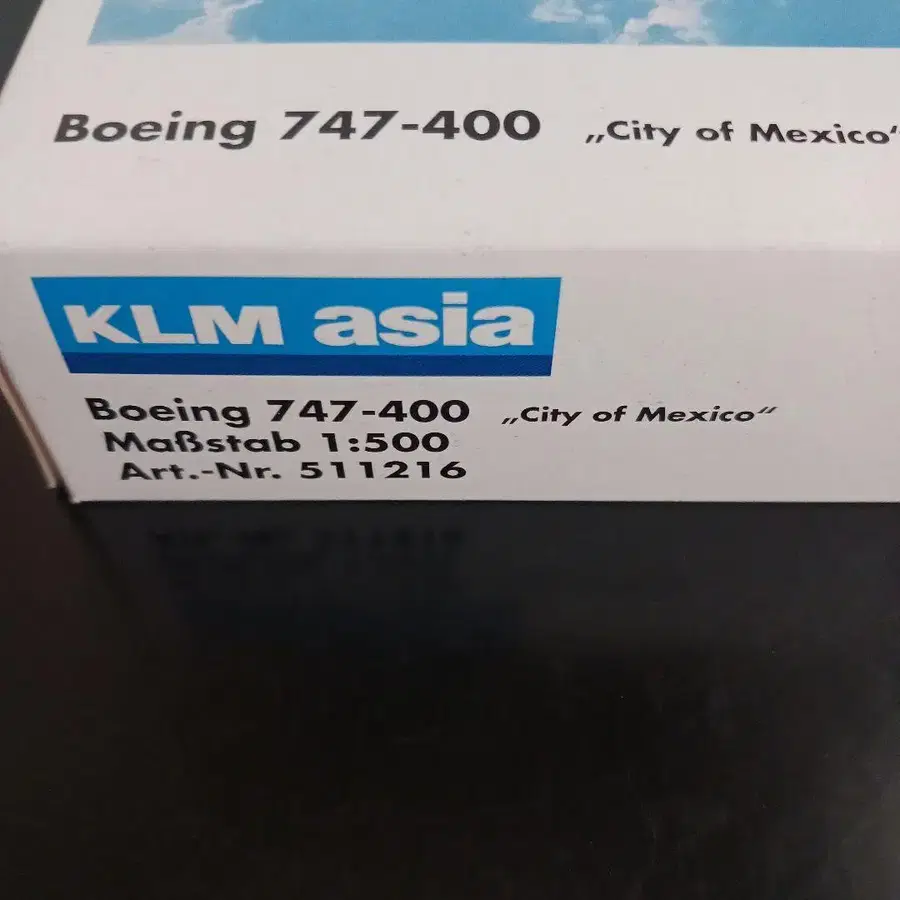 Boeing 747-400 „City of Mexico“
KLM asia
Boeing 747-400 „City of Mexico“
Maßstab 1:500
Art.-Nr. 511216